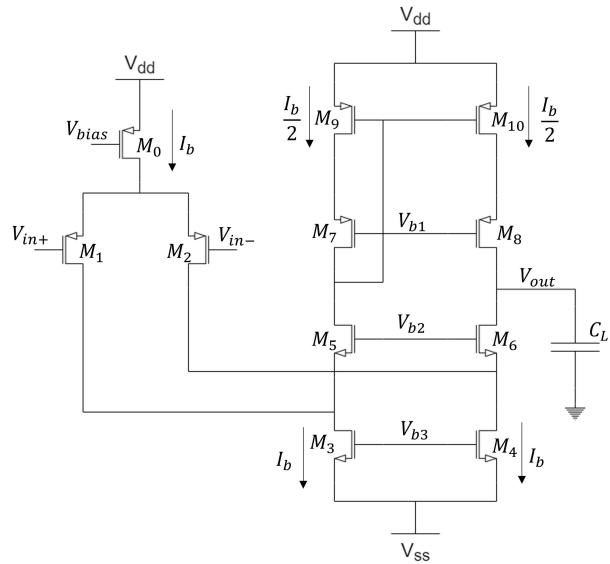 V_dd
V_dd
I_b/2
M_9
M_10
I_b/2
V_bias
M_0
I_b
V_in+
M_1
M_2
V_in−
M_7
V_b1
M_8
V_out
M_5
V_b2
M_6
C_L
M_3
V_b3
M_4
I_b
I_b
V_ss